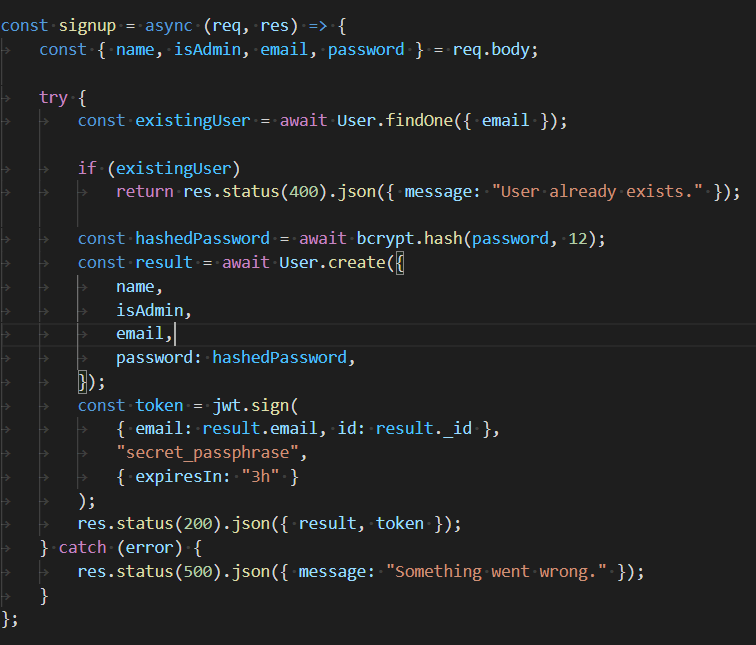 const signup = async (req, res) => {
const { name, isAdmin, email, password } = req.body;
try {
const existingUser = await User.findOne({ email });
if (existingUser)
return res.status(400).json({ message: "User already exists." });
const hashedPassword = await bcrypt.hash(password, 12);
const result = await User.create({
name,
isAdmin,
email,
password: hashedPassword,
});
const token = jwt.sign(
{ email: result.email, id: result._id },
"secret_passphrase",
{ expiresIn: "3h" }
);
res.status(200).json({ result, token });
} catch (error) {
res.status(500).json({ message: "Something went wrong." });
}
};